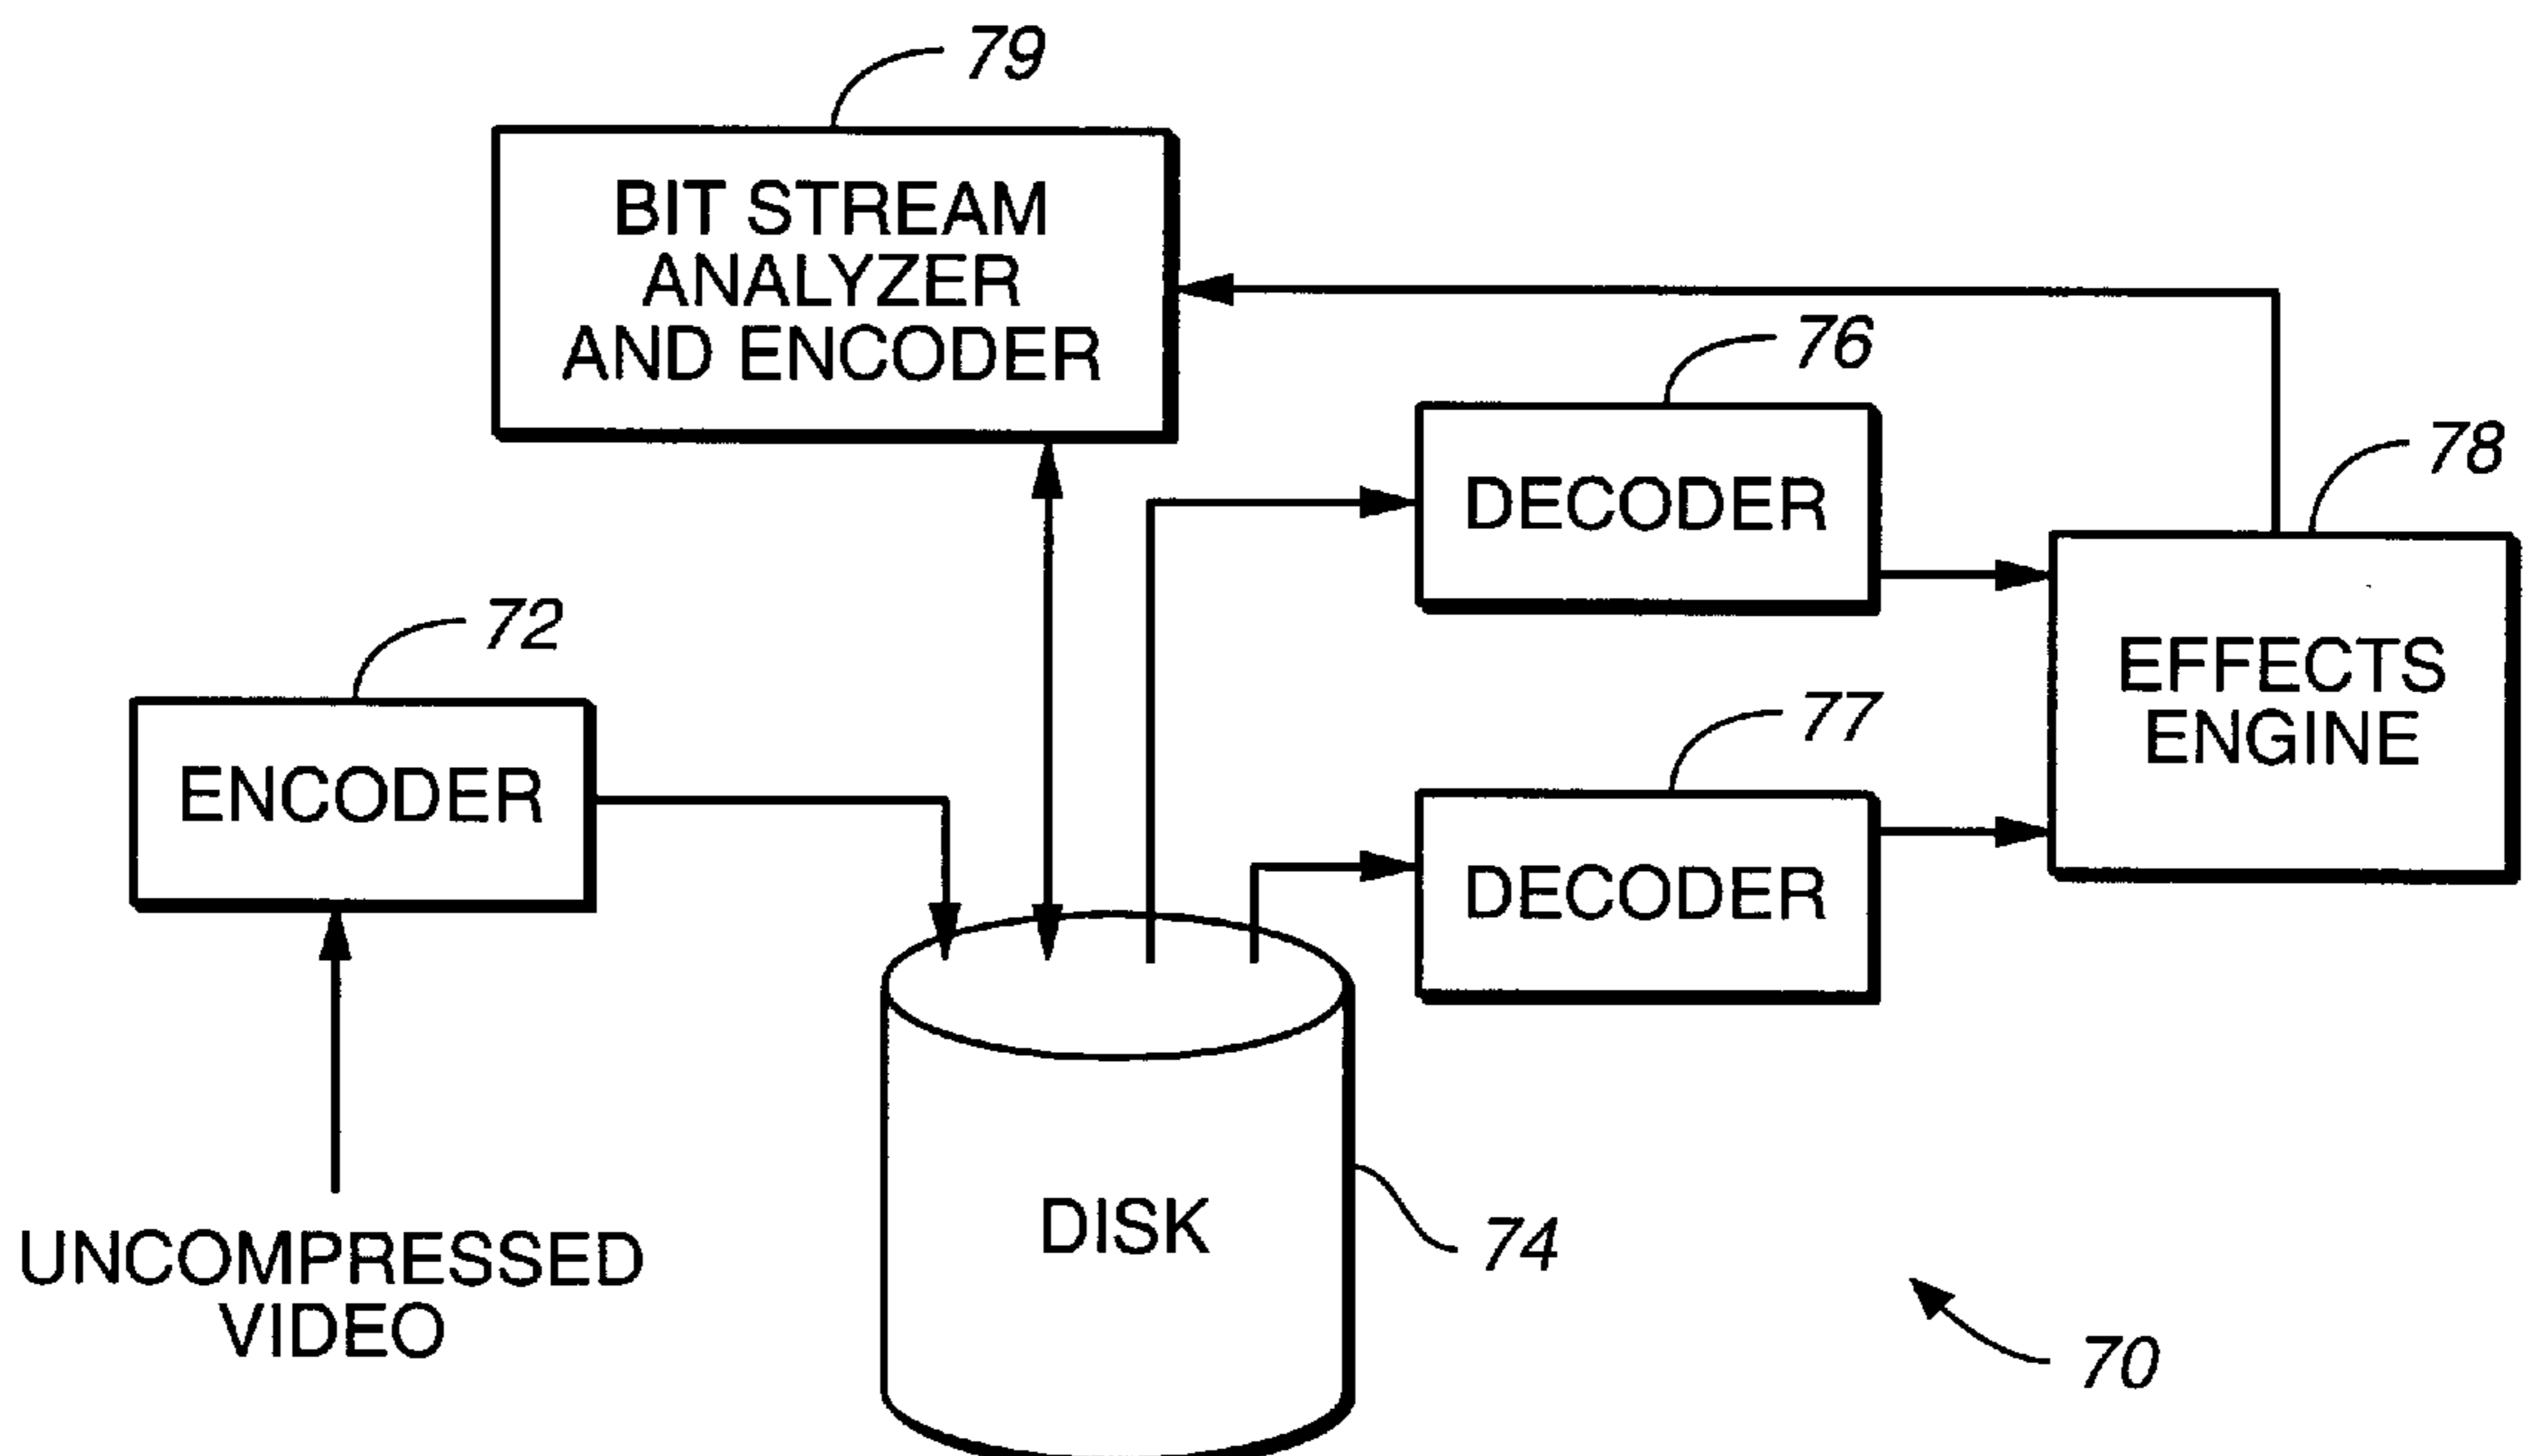 79
BIT STREAM
ANALYZER
AND ENCODER
76
DECODER
78
EFFECTS
ENGINE
72
ENCODER
77
DECODER
UNCOMPRESSED
VIDEO
DISK
74
70